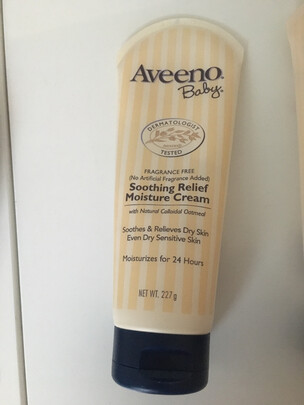 Aveeno.
Baby.
DERMATOLOGIST
TESTED
FRAGRANCE FREE
(No Artificial Fragrance Added)
Soothing Relief
Moisture Cream
with Natural Colloidal Oatmeal
Soothes & Relieves Dry Skin
Even Dry Sensitive Skin
Moisturizes for 24 Hours
NET WT. 227g